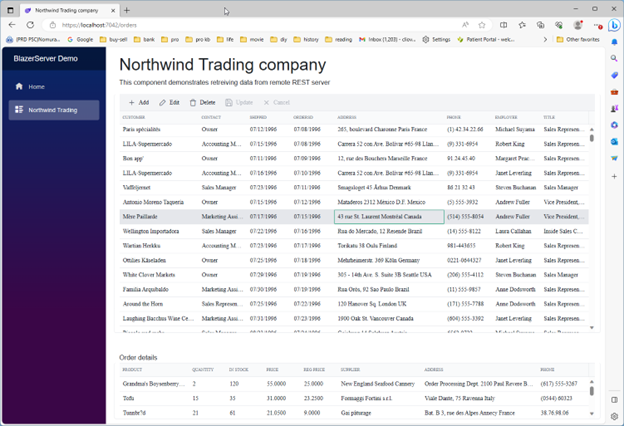 Northwind Trading company
https://localhost:7042/orders
Google
buy-sell
bank
pro
pro kb
life
movie
diy
history
reading
Settings
Other favorites
BlazerServer Demo
Home
Northwind Trading
Northwind Trading company
This component demonstrates retreiving data from remote REST server
Add Edit Delete Update Cancel
CUSTOMER CONTACT SHIPPED ORDERED ADDRESS PHONE EMPLOYEE TITLE
Paris spécialités Owner 07/12/1996 07/08/1996 265, boulevard Charonne Paris France (1) 42.34.22.66 Michael Suyama Sales Represen...
LILA-Supermercado Accounting M... 07/15/1996 07/08/1996 Carrera 52 con Ave. Bolívar #65-98 Llan... (9) 331-6954 Robert King Sales Represen...
Bon app' Owner 07/11/1996 07/09/1996 12, rue des Bouchers Marseille France 91.24.45.40 Margaret Peac... Sales Represen...
LILA-Supermercado Accounting M... 07/16/1996 07/10/1996 Carrera 52 con Ave. Bolívar #65-98 Llan... (9) 331-6954 Janet Leverling Sales Represen...
Vaffeljernet Sales Manager 07/23/1996 07/11/1996 Smagsloget 45 Århus Denmark 86 21 32 43 Steven Buchanan Sales Manager
Antonio Moreno Taquería Owner 07/15/1996 07/12/1996 Mataderos 2312 México D.F. Mexico (5) 555-3932 Andrew Fuller Vice President,
Mère Paillarde Marketing Assi... 07/17/1996 07/15/1996 43 rue St. Laurent Montréal Canada (514) 555-8054 Andrew Fuller Vice President,
Wellington Importadora Sales Manager 07/22/1996 07/16/1996 Rua do Mercado, 12 Resende Brazil (14) 555-8122 Laura Callahan Inside Sales C...
Wartian Herkku Accounting M... 07/23/1996 07/17/1996 Torikatu 38 Oulu Finland 981-443655 Robert King Sales Represen...
Ottilies Käseladen Owner 07/25/1996 07/18/1996 Mehrheimerstr. 369 Köln Germany 0221-0644327 Janet Leverling Sales Represen...
White Clover Markets Owner 07/29/1996 07/19/1996 305 - 14th Ave. S. Suite 3B Seattle USA (206) 555-4112 Steven Buchanan Sales Manager
Familia Arquibaldo Marketing Assi... 07/30/1996 07/19/1996 Rua Orós, 92 Sao Paulo Brazil (11) 555-9857 Anne Dodsworth Sales Represen...
Around the Horn Sales Represen... 07/25/1996 07/22/1996 120 Hanover Sq. London UK (171) 555-7788 Anne Dodsworth Sales Represen...
Laughing Bacchus Wine Ce... Marketing Assi... 07/31/1996 07/23/1996 1900 Oak St. Vancouver Canada (604) 555-3392 Janet Leverling Sales Represen...
Order details
PRODUCT QUANTITY IN STOCK PRICE REG PRICE SUPPLIER ADDRESS PHONE
Grandma's Boysenberry... 2 120 55.0000 25.0000 New England Seafood Cannery Order Processing Dept. 2100 Paul Revere B... (617) 555-3267
Tofu 15 35 31.0000 23.2500 Formaggi Fortini s.r.l. Viale Dante, 75 Ravenna Italy (0544) 60323
21 61 21.0500 9.0000 Gai pâturage Bat. B 3, rue des Alpes Annecy France 38.76.98.06